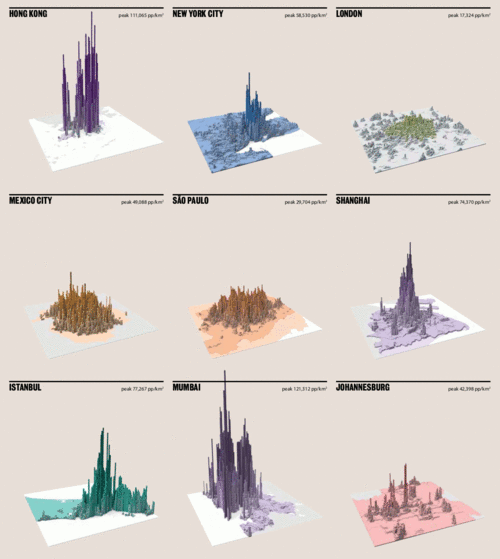 HONG KONG peak 111,065 pp/km²
NEW YORK CITY peak 58,530 pp/km²
LONDON peak 17,324 pp/km²
MEXICO CITY peak 49,088 pp/km²
SÃO PAULO peak 29,704 pp/km²
SHANGHAI peak 74,370 pp/km²
ISTANBUL peak 77,267 pp/km²
MUMBAI peak 121,312 pp/km²
JOHANNESBURG peak 42,398 pp/km²